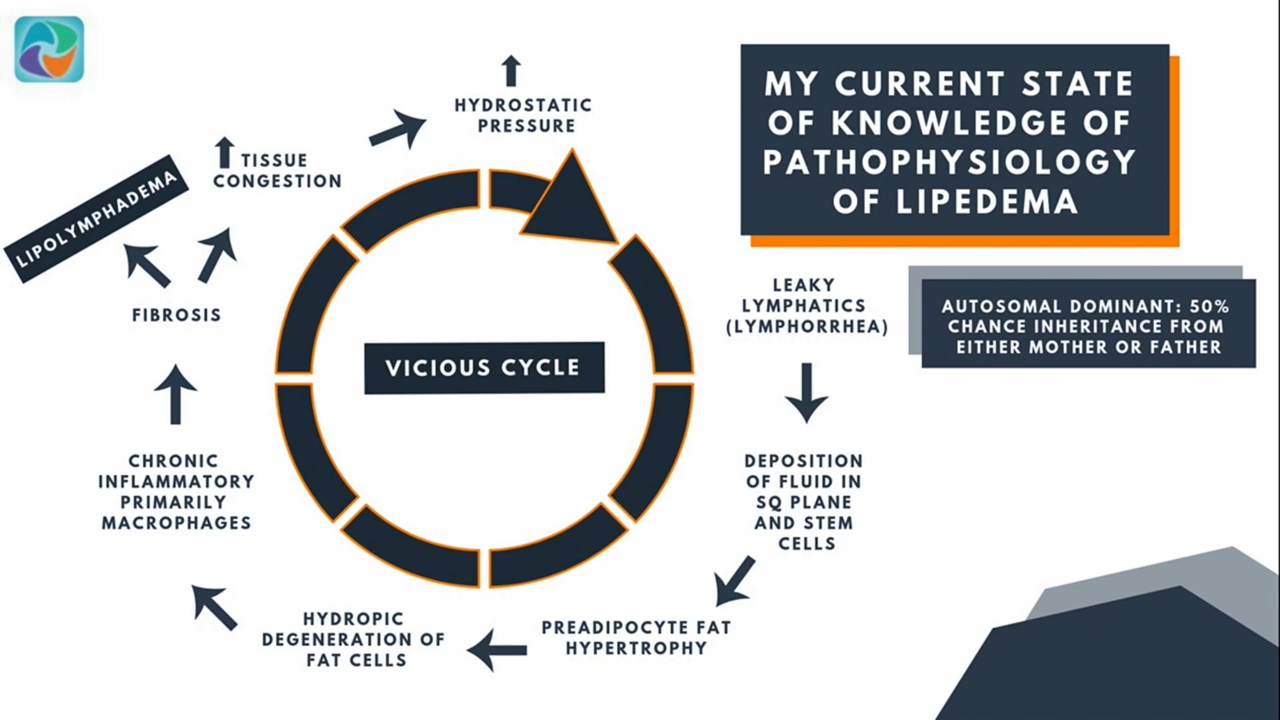 MY CURRENT STATE
OF KNOWLEDGE OF
PATHOPHYSIOLOGY
OF LIPEDEMA
AUTOSOMAL DOMINANT: 50%
CHANCE INHERITANCE FROM
EITHER MOTHER OR FATHER
HYDROSTATIC
PRESSURE
LEAKY
LYMPHATICS
(LYMPHORRHEA)
DEPOSITION
OF FLUID IN
SQ PLANE
AND STEM
CELLS
PREADIPOCYTE FAT
HYPERTROPHY
HYDROPIC
DEGENERATION OF
FAT CELLS
CHRONIC
INFLAMMATORY
PRIMARILY
MACROPHAGES
FIBROSIS
LIPOLYMPHADEMA
TISSUE
CONGESTION
VICIOUS CYCLE